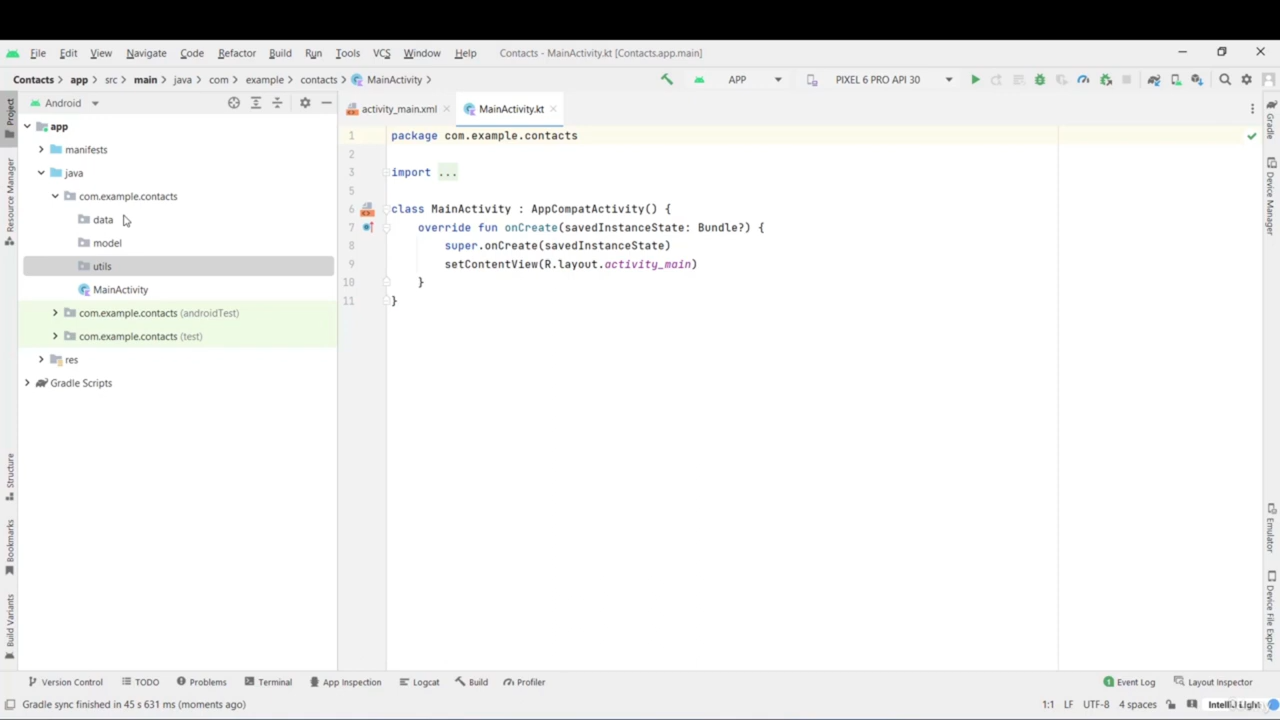 File Edit View Navigate Code Refactor Build Run Tools VCS Window Help Contacts - MainActivity.kt [Contacts.app.main]
Contacts app src main java com example contacts MainActivity APP PIXEL 6 PRO API 30
Project
Resource Manager
Structure
Bookmarks
Build Variants
Android
app
manifests
java
com.example.contacts
data
model
utils
MainActivity
com.example.contacts (androidTest)
com.example.contacts (test)
res
Gradle Scripts
activity_main.xml MainActivity.kt
1 package com.example.contacts
2
3 import ...
5
6 class MainActivity : AppCompatActivity() {
7 override fun onCreate(savedInstanceState: Bundle?) {
8 super.onCreate(savedInstanceState)
9 setContentView(R.layout.activity_main)
10 }
11 }
Gradle
Device Manager
Emulator
Device File Explorer
Version Control TODO Problems Terminal App Inspection Logcat Build Profiler 1 Event Log Layout Inspector
Gradle sync finished in 45 s 631 ms (moments ago) 1:1 LF UTF-8 4 spaces Light